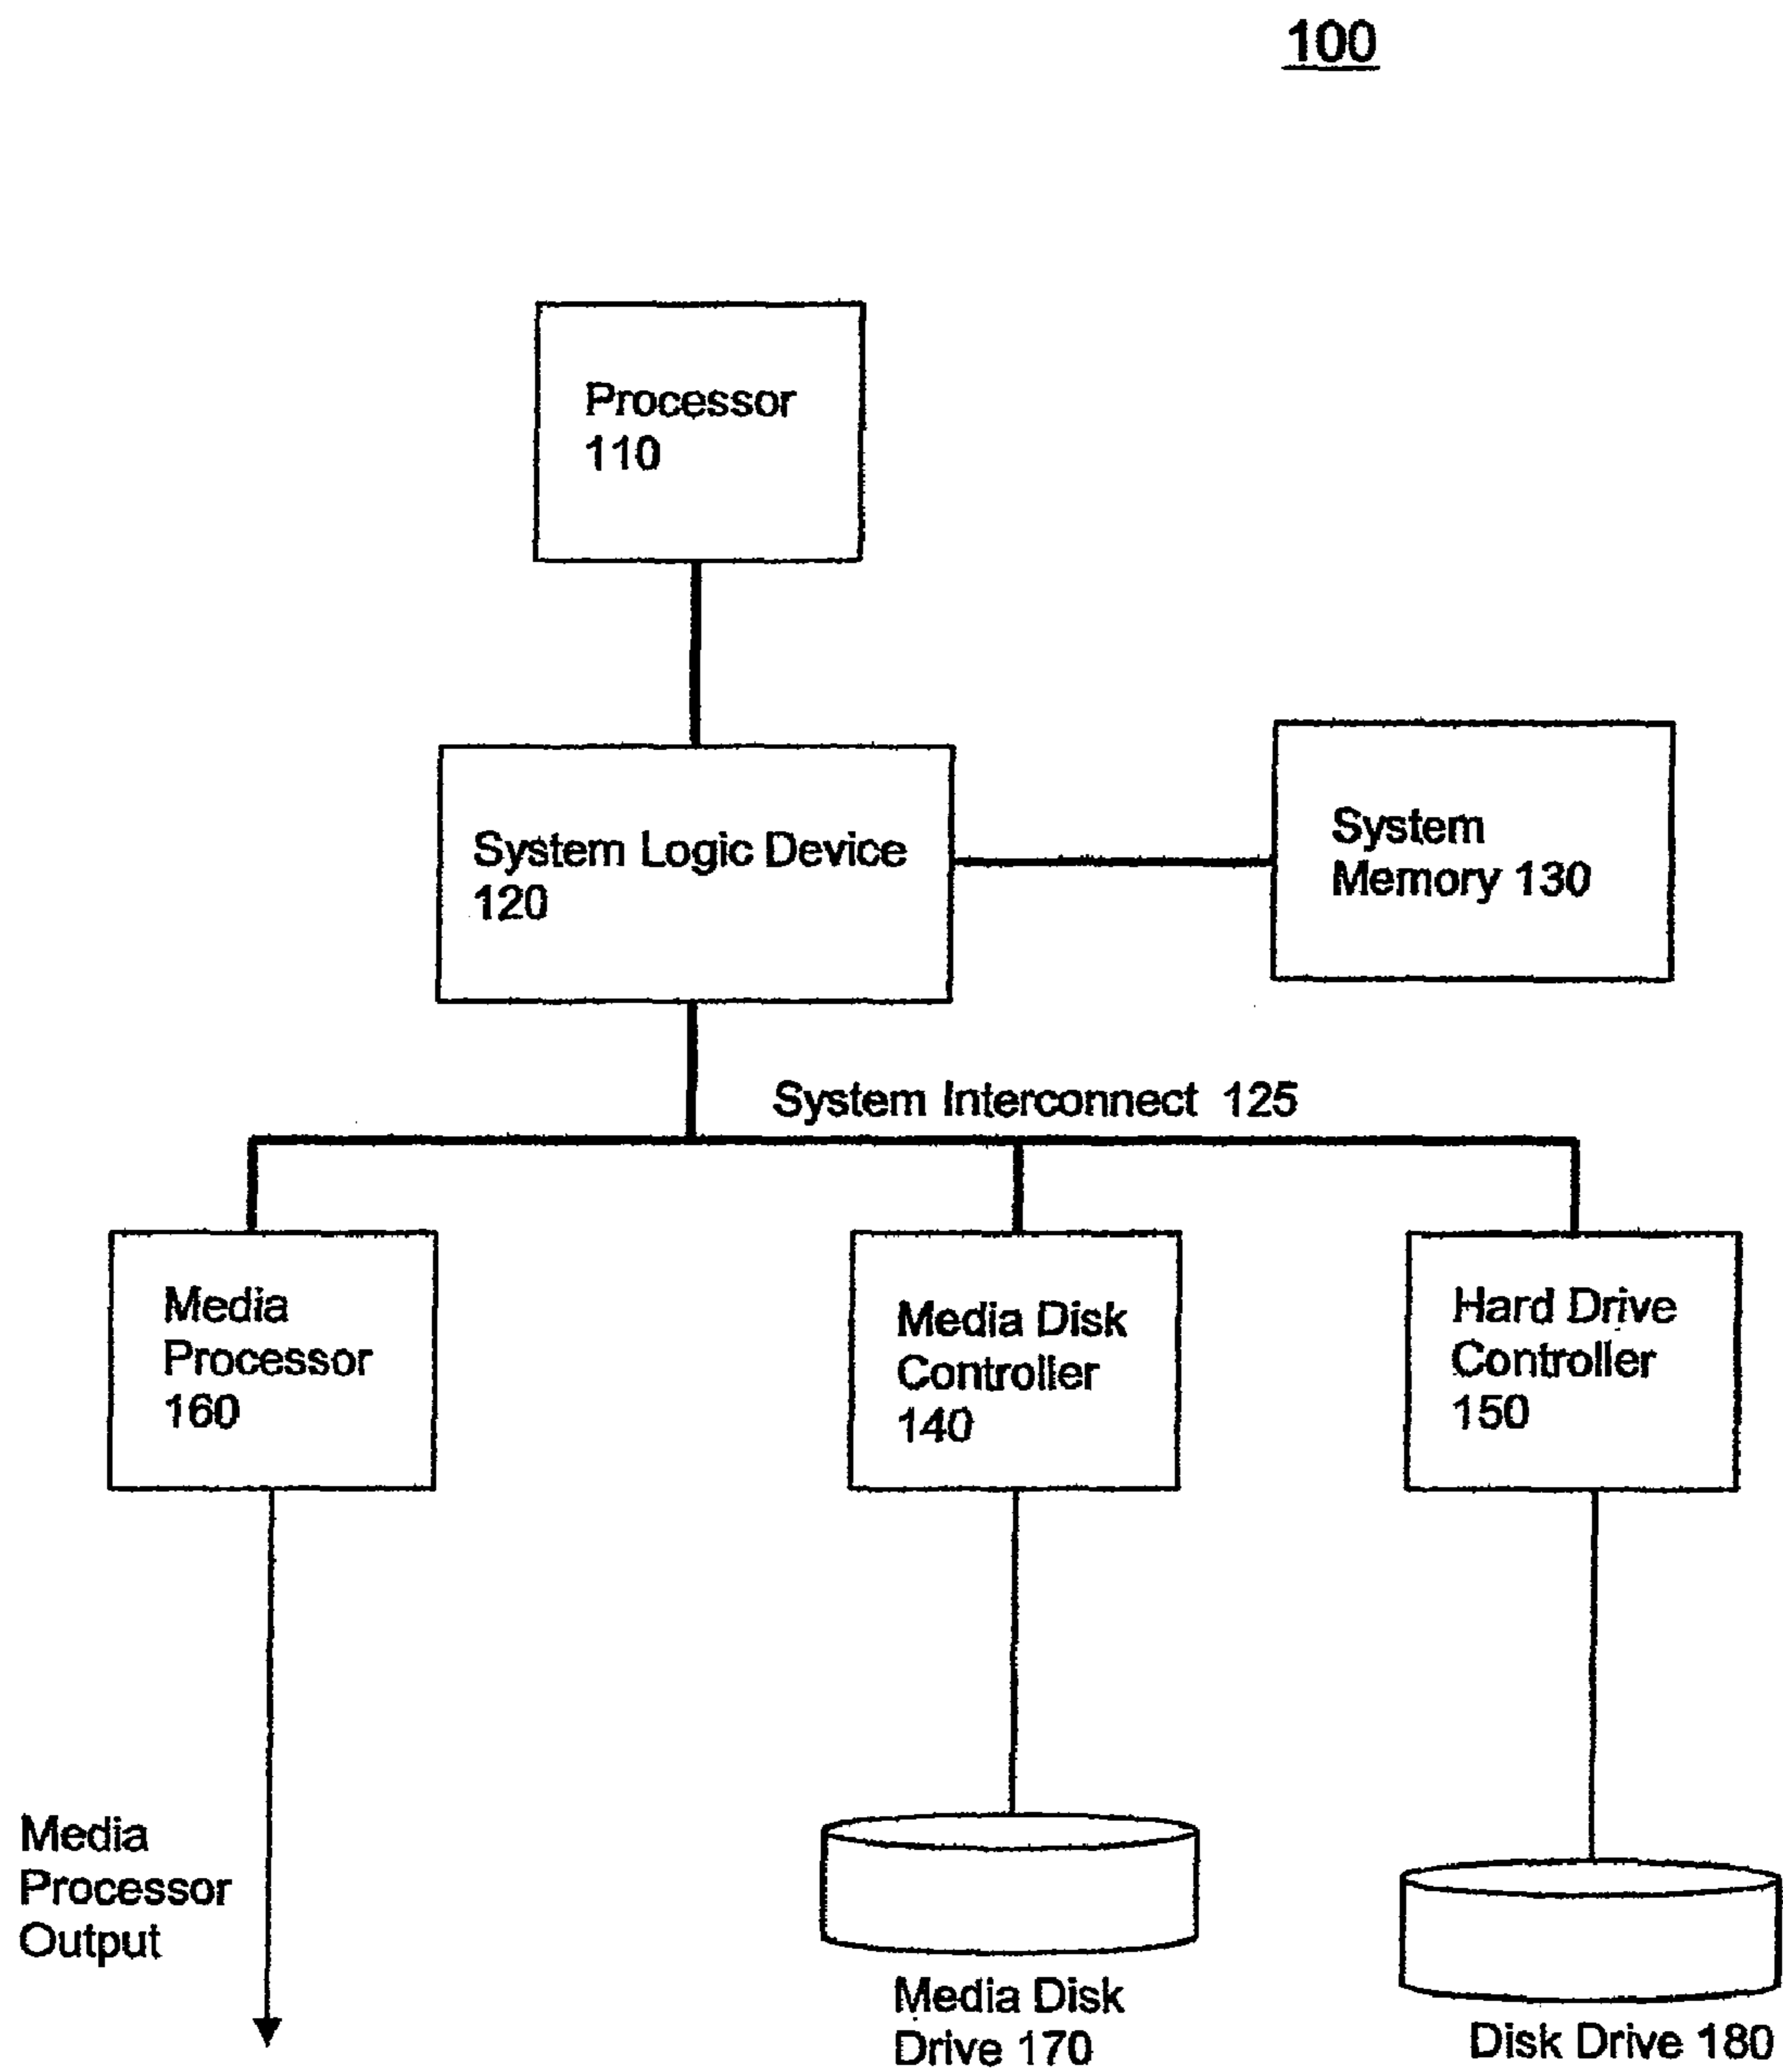 100
Processor
110
System Logic Device
120
System
Memory 130
System Interconnect 125
Media
Processor
160
Media Disk
Controller
140
Hard Drive
Controller
150
Media
Processor
Output
Media Disk
Drive 170
Disk Drive 180